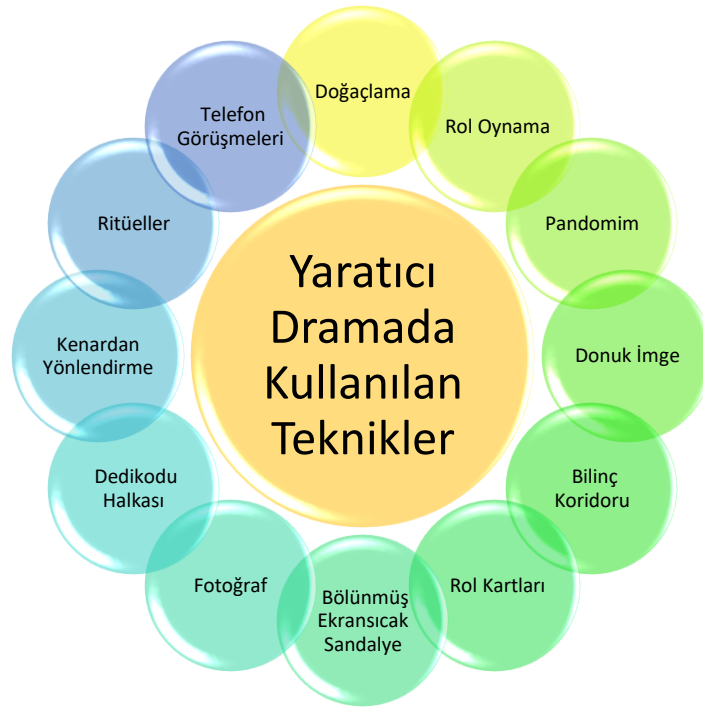 Yaratıcı
Dramada
Kullanılan
Teknikler
Doğaçlama
Rol Oynama
Pandomim
Donuk İmge
Bilinç
Koridoru
Rol Kartları
Bölünmüş
Ekransıcak
Sandalye
Fotoğraf
Dedikodu
Halkası
Kenardan
Yönlendirme
Ritüeller
Telefon
Görüşmeleri